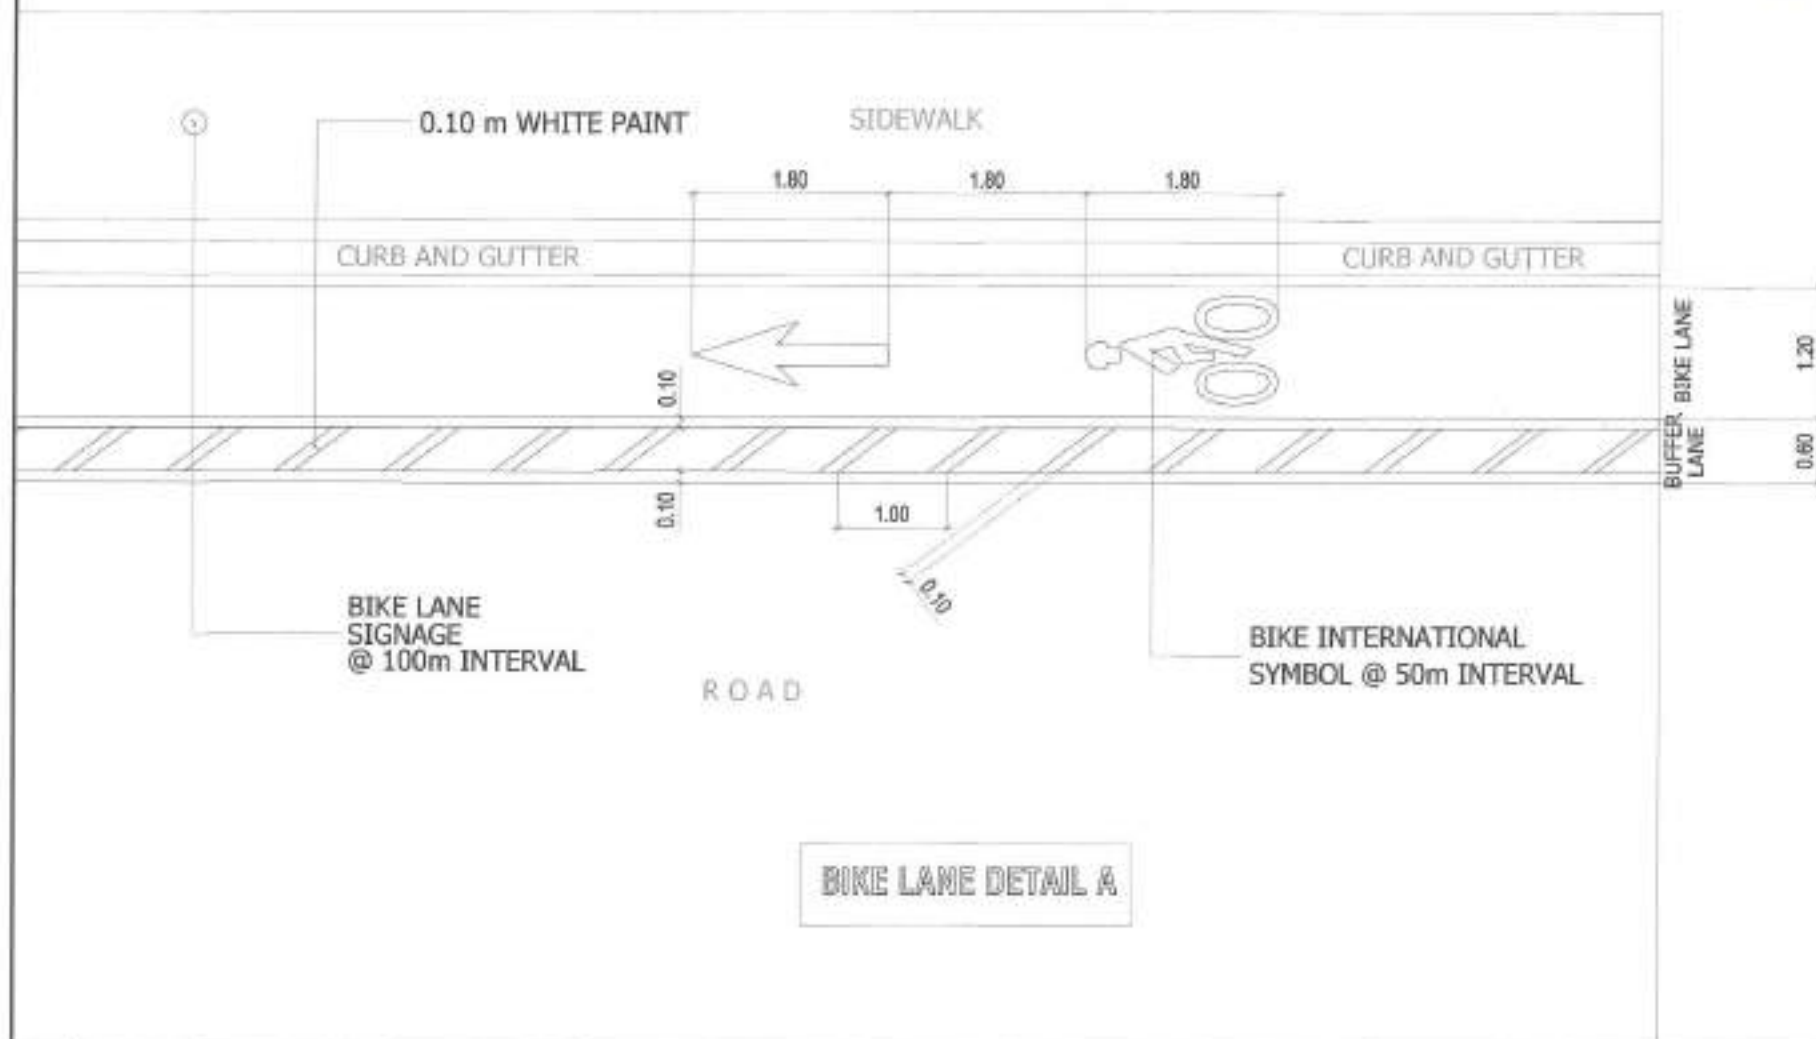 0.10 m WHITE PAINT
SIDEWALK
1.80
1.80
1.80
CURB AND GUTTER
CURB AND GUTTER
BIKE LANE
1.20
0.10
BUFFER
LANE
0.60
0.10
1.00
0.10
BIKE LANE
SIGNAGE
@ 100m INTERVAL
BIKE INTERNATIONAL
SYMBOL @ 50m INTERVAL
ROAD
BIKE LANE DETAIL A